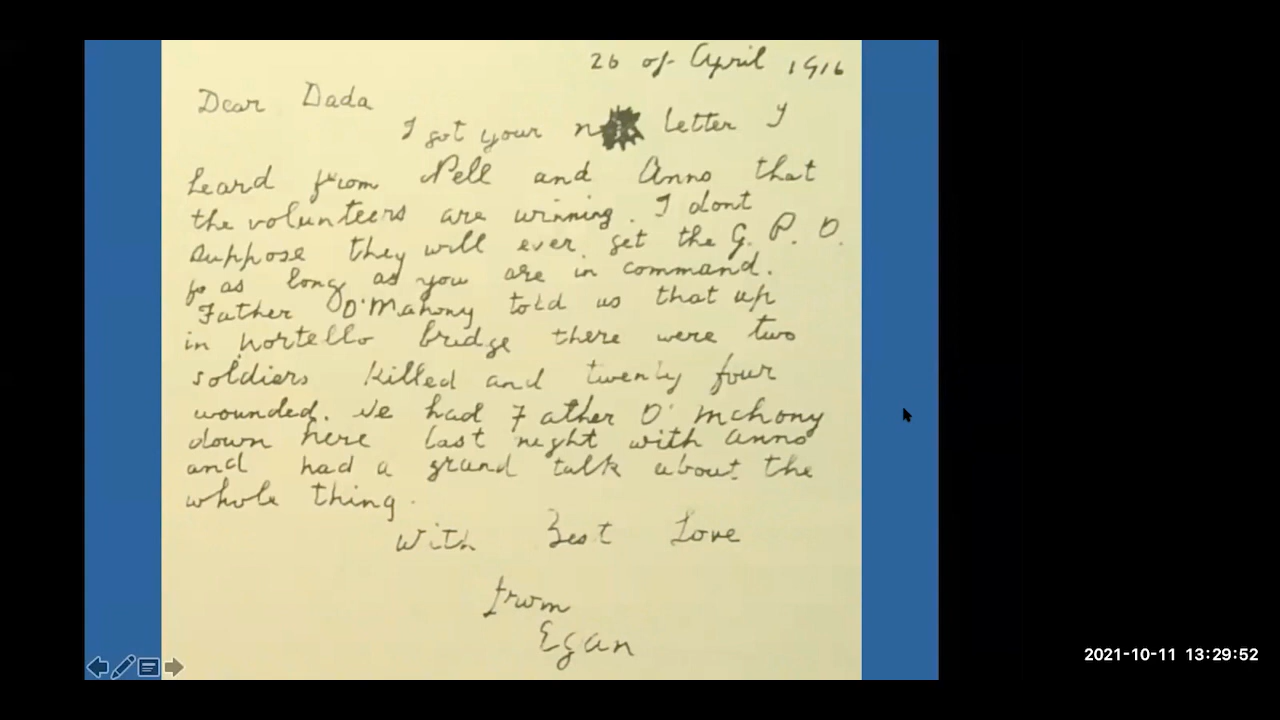 26 of April 1916
Dear Dada
I got your letter I
heard from Nell and Anno that
the volunteers are winning. I dont
suppose they will ever get the G. P. O.
as long as you are in command.
Father O'Mahony told us that up
in Portello bridge there were two
soldiers killed and twenty four
wounded. We had Father O'Mahony
down here last night with Anno
and had a grand talk about the
whole thing.
With Best Love
from
Egan
2021-10-11 13:29:52